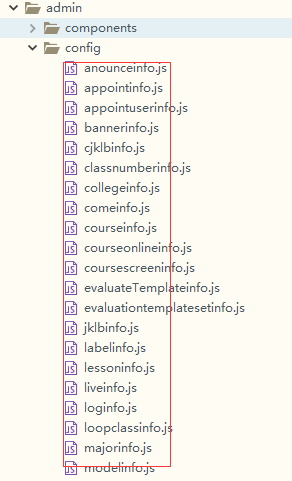 admin
components
config
anounceinfo.js
appointinfo.js
appointuserinfo.js
bannerinfo.js
cjklbinfo.js
classnumberinfo.js
collegeinfo.js
comeinfo.js
courseinfo.js
courseonlineinfo.js
coursescreeninfo.js
evaluateTemplateinfo.js
evaluationtemplatesetinfo.js
jklbinfo.js
labelinfo.js
lessoninfo.js
liveinfo.js
loginfo.js
loopclassinfo.js
majorinfo.js
modelinfo.js